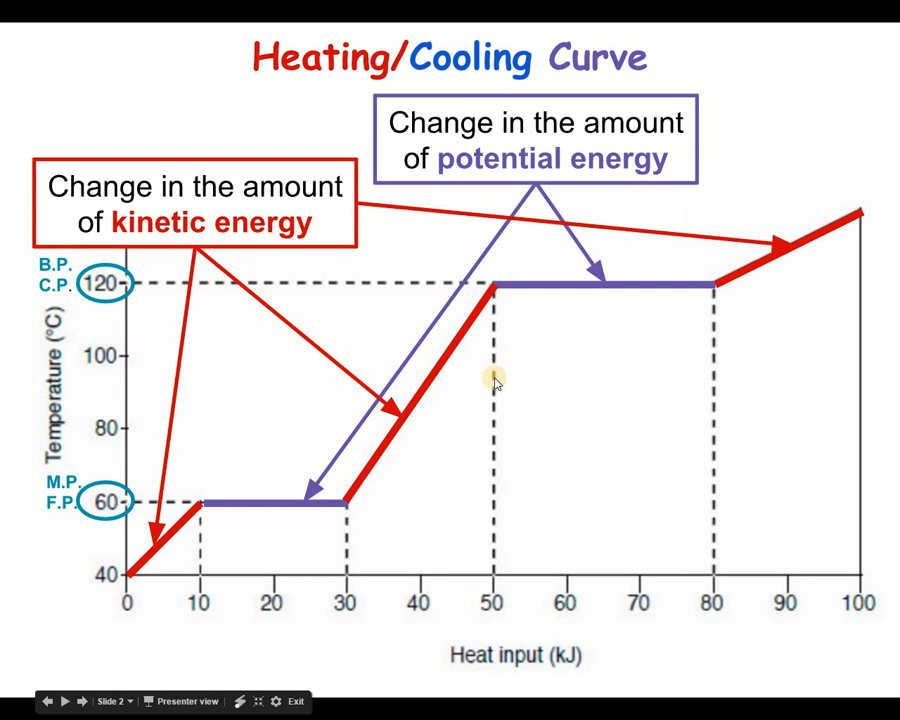 Heating/Cooling Curve
Change in the amount
of potential energy
Change in the amount
of kinetic energy
B.P.
C.P.
120
100
80
M.P.
F.P.
60
40
Temperature (°C)
0 10 20 30 40 50 60 70 80 90 100
Heat input (kJ)
Slide 2 Presenter view Exit